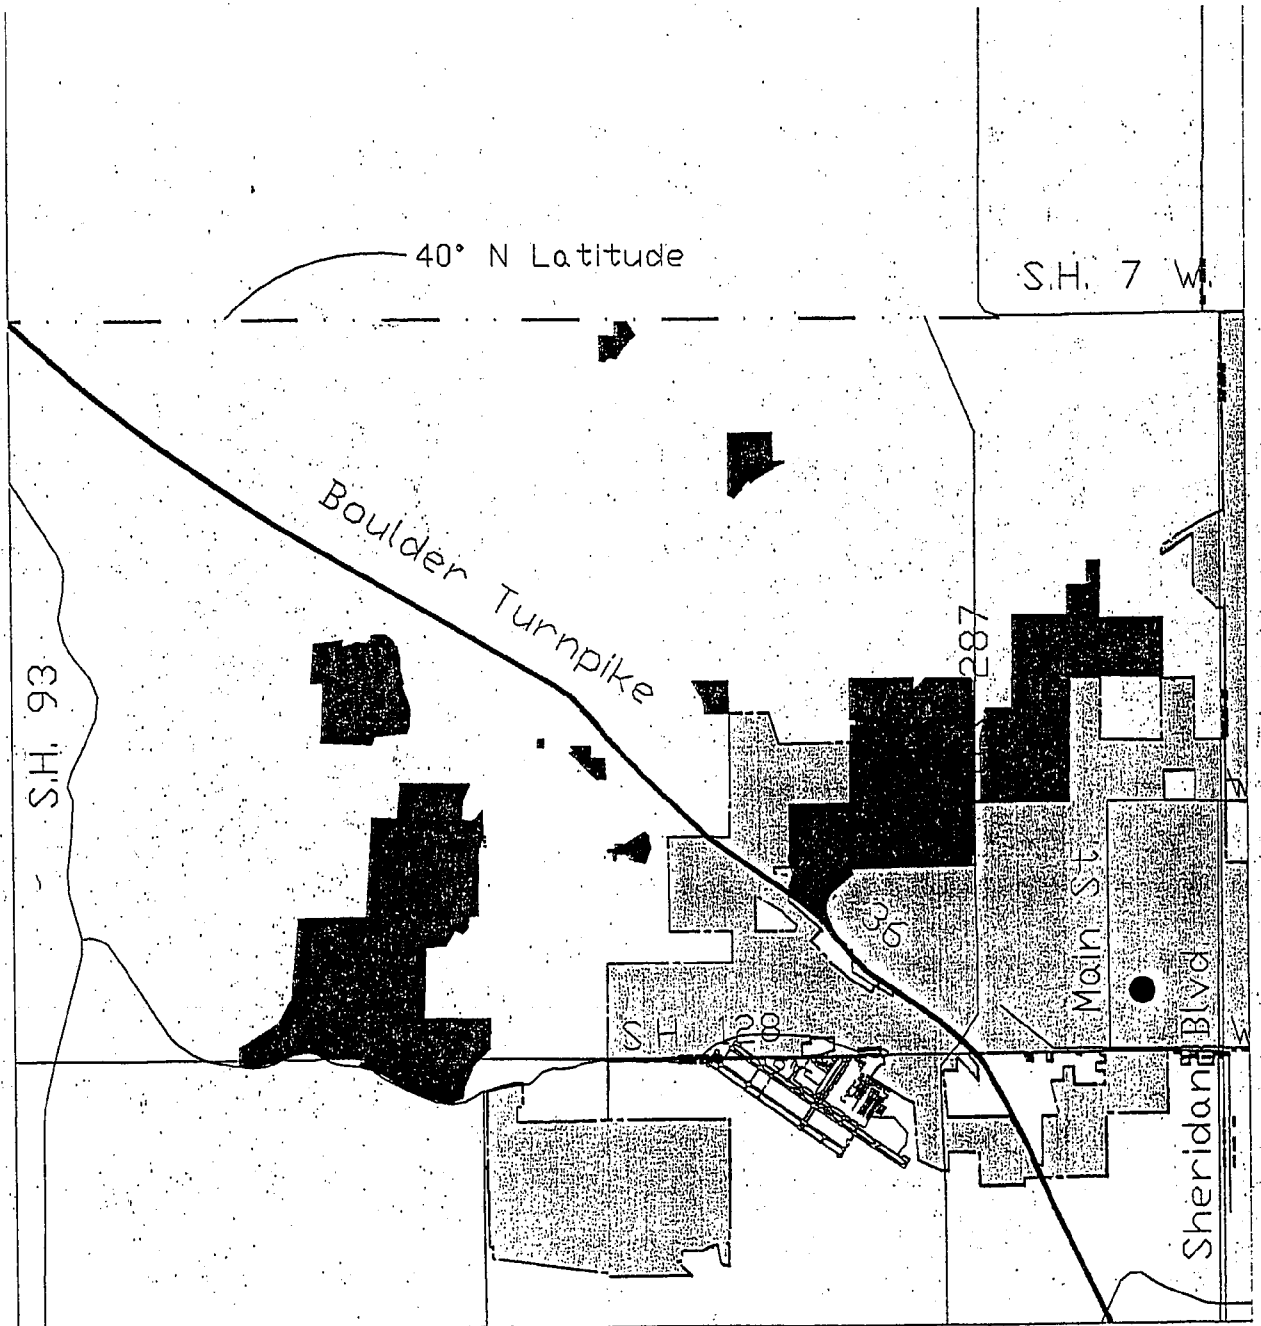 40° N Latitude
S.H. 7 W.
Boulder Turnpike
287
S.H. 93
36
Main St
S H 128
Sheridan Blvd